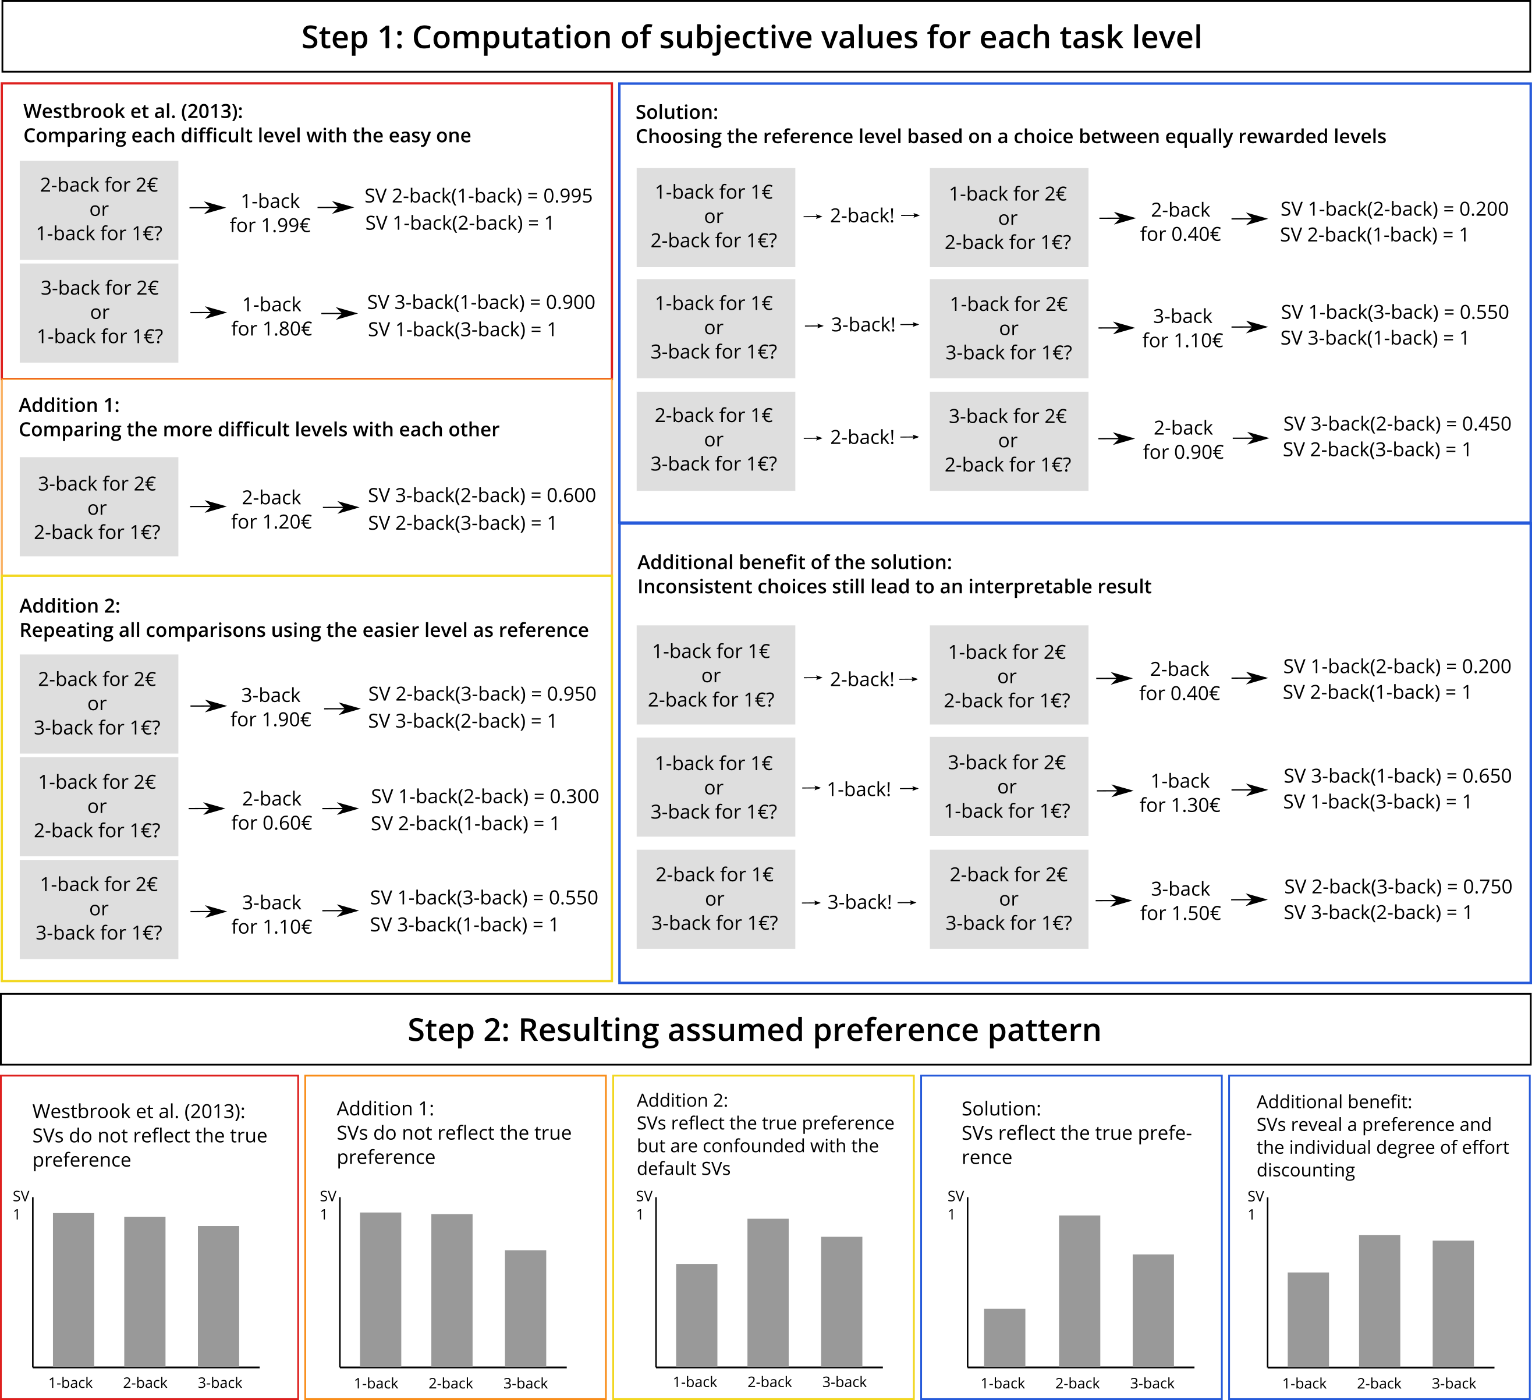 Step 1: Computation of subjective values for each task level
Westbrook et al. (2013):
Comparing each difficult level with the easy one
2-back for 2€
or
1-back for 1€?
1-back
for 1.99€
SV 2-back(1-back) = 0.995
SV 1-back(2-back) = 1
3-back for 2€
or
1-back for 1€?
1-back
for 1.80€
SV 3-back(1-back) = 0.900
SV 1-back(3-back) = 1
Addition 1:
Comparing the more difficult levels with each other
3-back for 2€
or
2-back for 1€?
2-back
for 1.20€
SV 3-back(2-back) = 0.600
SV 2-back(3-back) = 1
Addition 2:
Repeating all comparisons using the easier level as reference
2-back for 2€
or
3-back for 1€?
3-back
for 1.90€
SV 2-back(3-back) = 0.950
SV 3-back(2-back) = 1
1-back for 2€
or
2-back for 1€?
2-back
for 0.60€
SV 1-back(2-back) = 0.300
SV 2-back(1-back) = 1
1-back for 2€
or
3-back for 1€?
3-back
for 1.10€
SV 1-back(3-back) = 0.550
SV 3-back(1-back) = 1
Solution:
Choosing the reference level based on a choice between equally rewarded levels
1-back for 1€
or
2-back for 1€?
2-back!
1-back for 2€
or
2-back for 1€?
2-back
for 0.40€
SV 1-back(2-back) = 0.200
SV 2-back(1-back) = 1
1-back for 1€
or
3-back for 1€?
3-back!
1-back for 2€
or
3-back for 1€?
3-back
for 1.10€
SV 1-back(3-back) = 0.550
SV 3-back(1-back) = 1
2-back for 1€
or
3-back for 1€?
2-back!
3-back for 2€
or
2-back for 1€?
2-back
for 0.90€
SV 3-back(2-back) = 0.450
SV 2-back(3-back) = 1
Additional benefit of the solution:
Inconsistent choices still lead to an interpretable result
1-back for 1€
or
2-back for 1€?
2-back!
1-back for 2€
or
2-back for 1€?
2-back
for 0.40€
SV 1-back(2-back) = 0.200
SV 2-back(1-back) = 1
1-back for 1€
or
3-back for 1€?
1-back!
3-back for 2€
or
1-back for 1€?
1-back
for 1.30€
SV 3-back(1-back) = 0.650
SV 1-back(3-back) = 1
2-back for 1€
or
3-back for 1€?
3-back!
2-back for 2€
or
3-back for 1€?
3-back
for 1.50€
SV 2-back(3-back) = 0.750
SV 3-back(2-back) = 1
Step 2: Resulting assumed preference pattern
Westbrook et al. (2013):
SVs do not reflect the true
preference
SV
1
1-back 2-back 3-back
Addition 1:
SVs do not reflect the true
preference
SV
1
1-back 2-back 3-back
Addition 2:
SVs reflect the true preference
but are confounded with the
default SVs
SV
1
1-back 2-back 3-back
Solution:
SVs reflect the true prefe-
rence
SV
1
1-back 2-back 3-back
Additional benefit:
SVs reveal a preference and
the individual degree of effort
discounting
SV
1
1-back 2-back 3-back